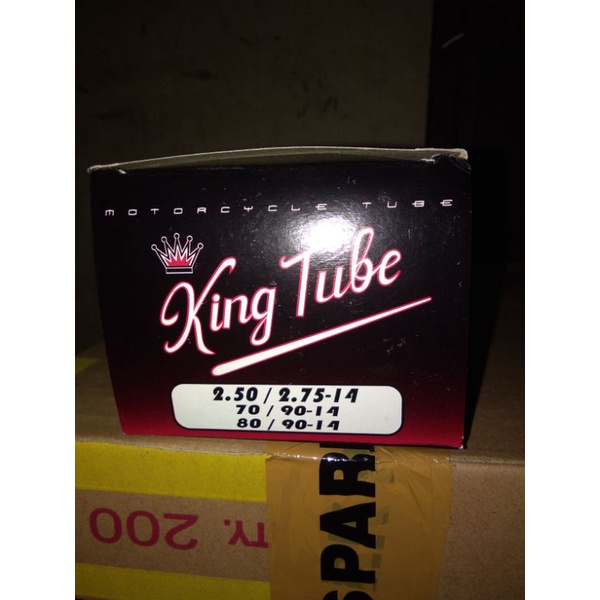 MOTORCYCLE TUBE
King Tube
2.50 / 2.75-14
70 / 90-14
80 / 90-14
TY. 200
SPAR